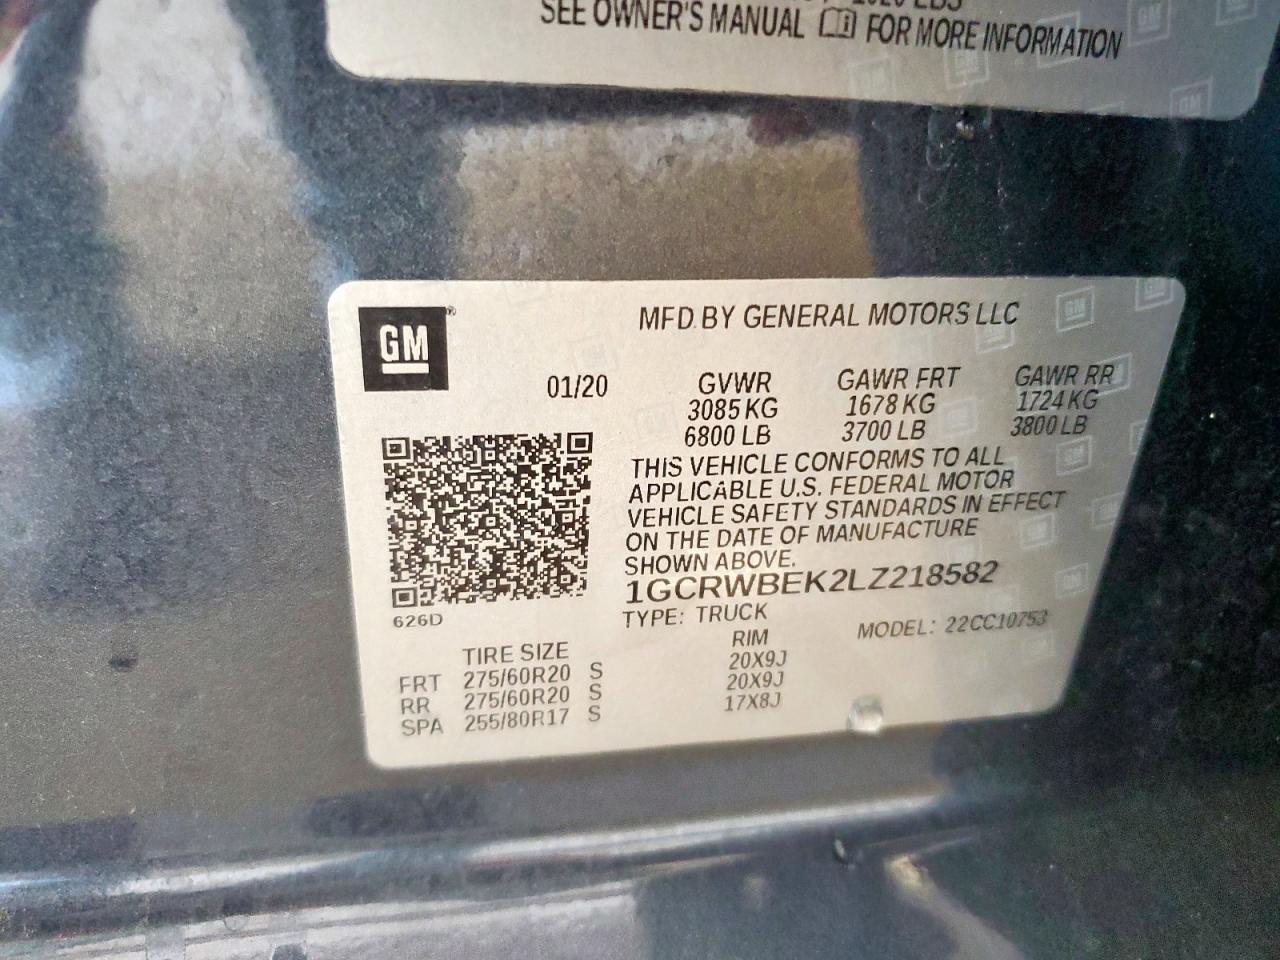 SEE OWNER'S MANUAL FOR MORE INFORMATION
GM
MFD BY GENERAL MOTORS LLC
01/20
GVWR GAWR FRT GAWR RR
3085 KG 1678 KG 1724 KG
6800 LB 3700 LB 3800 LB
THIS VEHICLE CONFORMS TO ALL
APPLICABLE U.S. FEDERAL MOTOR
VEHICLE SAFETY STANDARDS IN EFFECT
ON THE DATE OF MANUFACTURE
SHOWN ABOVE.
1GCRWBEK2LZ218582
626D
TYPE: TRUCK MODEL: 22CC10753
TIRE SIZE RIM
FRT 275/60R20 S 20X9J
RR 275/60R20 S 20X9J
SPA 255/80R17 S 17X8J